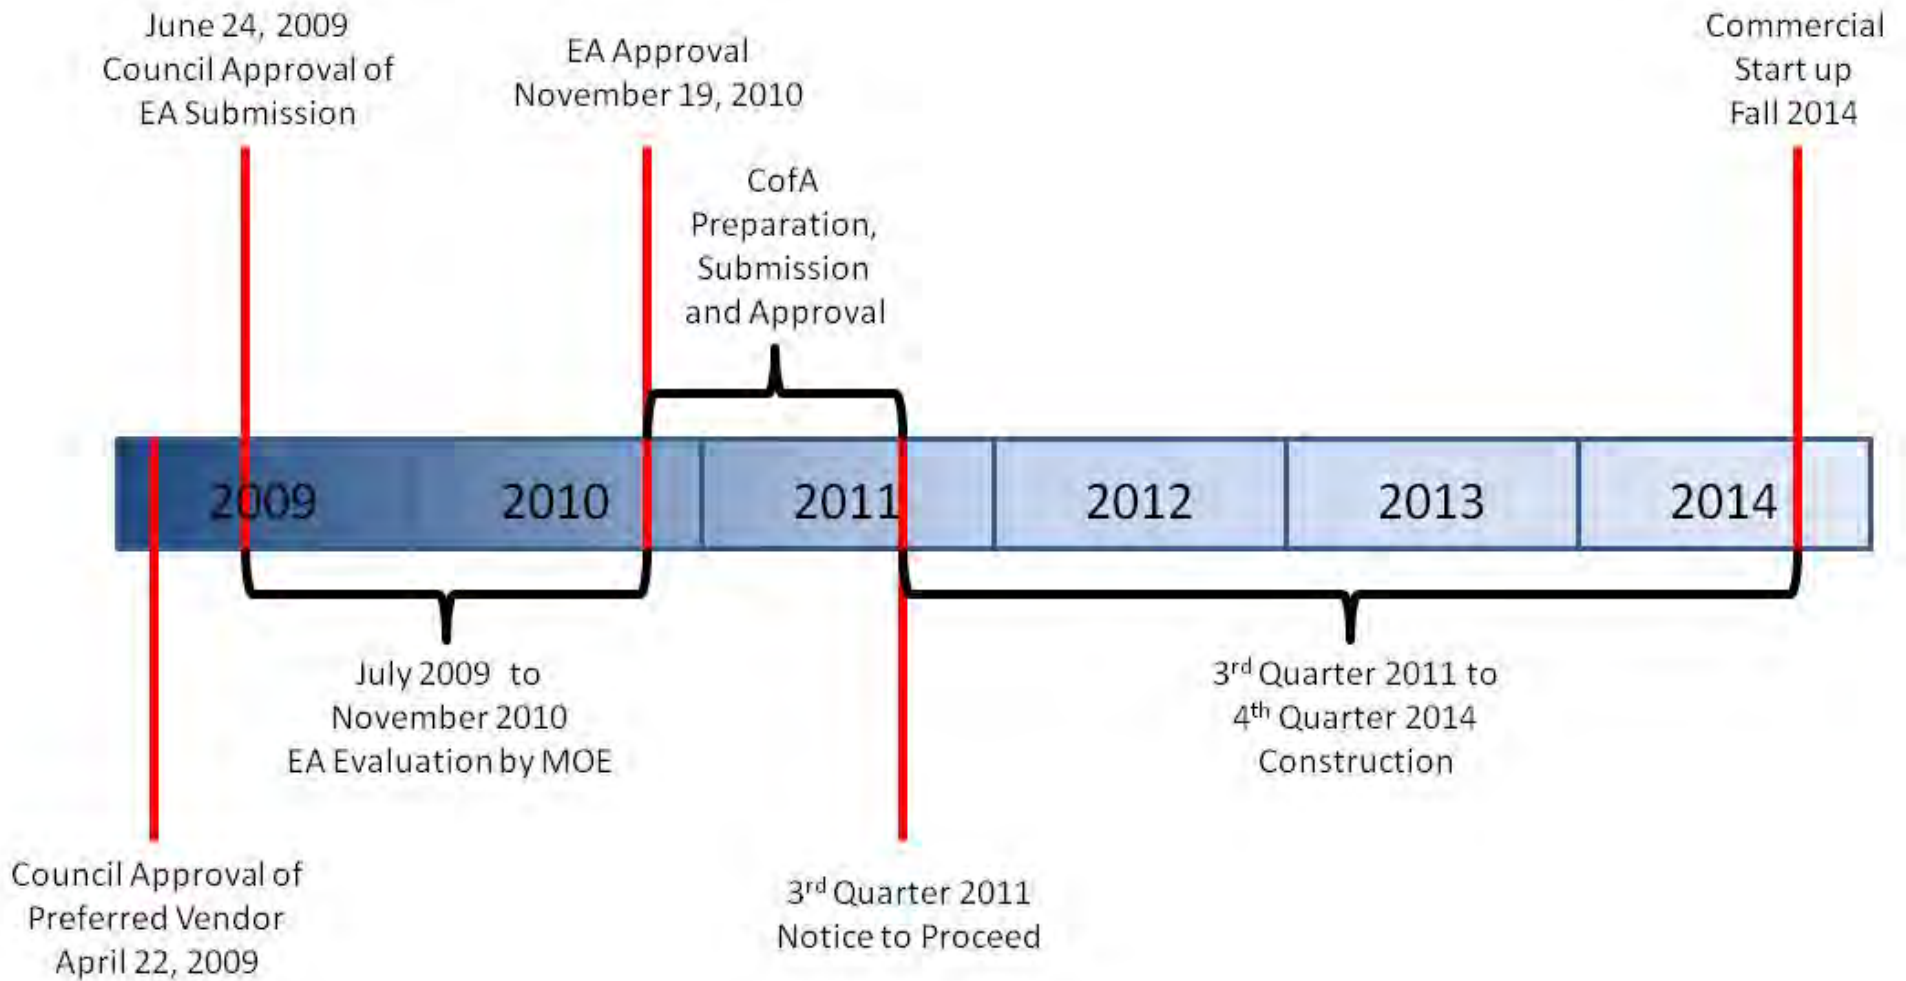 June 24, 2009
Council Approval of
EA Submission
EA Approval
November 19, 2010
CofA
Preparation,
Submission
and Approval
Commercial
Start up
Fall 2014
2009
2010
2011
2012
2013
2014
July 2009 to
November 2010
EA Evaluation by MOE
3rd Quarter 2011 to
4th Quarter 2014
Construction
Council Approval of
Preferred Vendor
April 22, 2009
3rd Quarter 2011
Notice to Proceed